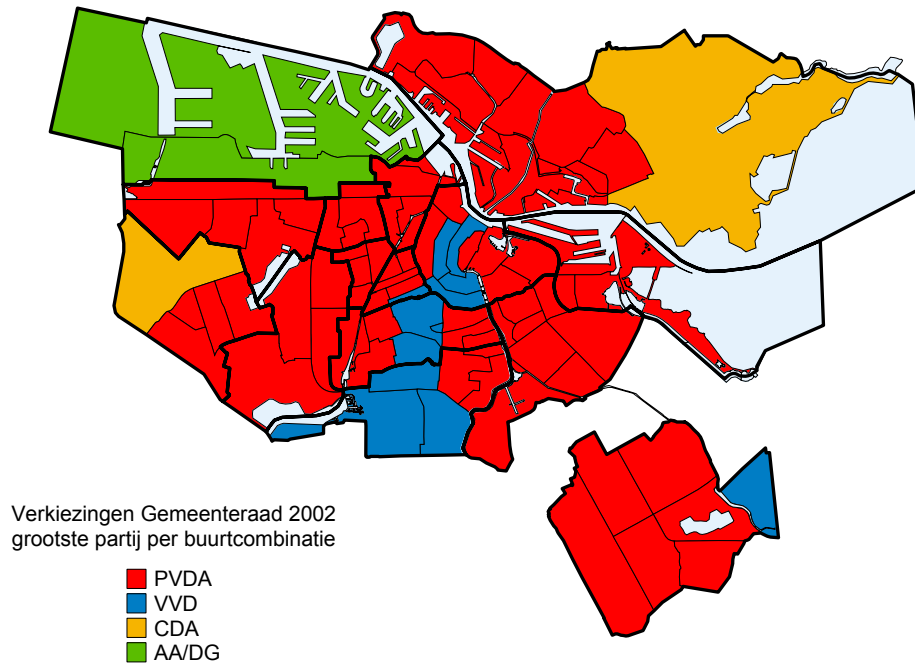 Verkiezingen Gemeenteraad 2002
grootste partij per buurtcombinatie
PVDA
VVD
CDA
AA/DG